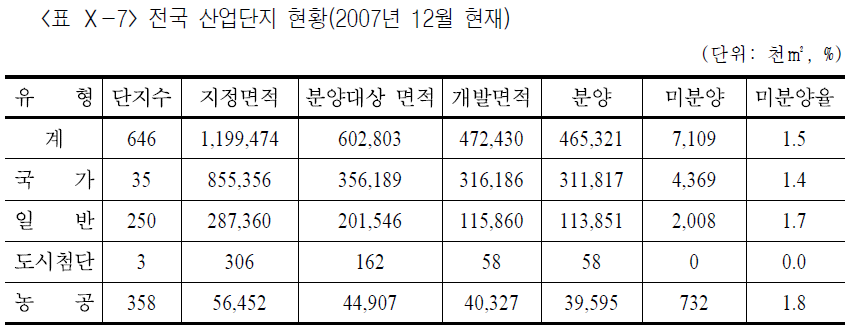 <표 Ⅹ-7> 전국 산업단지 현황(2007년 12월 현재)
(단위: 천㎡, %)
유 형 단지수 지정면적 분양대상 면적 개발면적 분양 미분양 미분양율
계 646 1,199,474 602,803 472,430 465,321 7,109 1.5
국 가 35 855,356 356,189 316,186 311,817 4,369 1.4
일 반 250 287,360 201,546 115,860 113,851 2,008 1.7
도시첨단 3 306 162 58 58 0 0.0
농 공 358 56,452 44,907 40,327 39,595 732 1.8